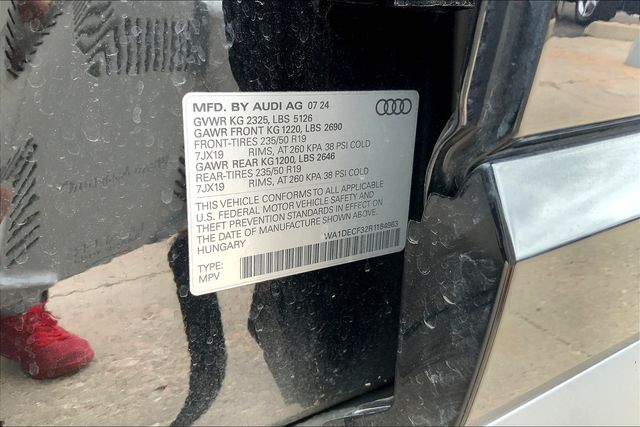 MFD. BY AUDI AG 07 24
GVWR KG 2325, LBS 5126
GAWR FRONT KG 1220, LBS 2690
FRONT-TIRES 235/50 R19
7JX19 RIMS, AT 260 KPA 38 PSI COLD
GAWR REAR KG 1200, LBS 2646
REAR-TIRES 235/50 R19
7JX19 RIMS, AT 260 KPA 38 PSI COLD
THIS VEHICLE CONFORMS TO ALL APPLICABLE
U.S. FEDERAL MOTOR VEHICLE SAFETY AND
THEFT PREVENTION STANDARDS IN EFFECT ON
THE DATE OF MANUFACTURE SHOWN ABOVE.
HUNGARY
WA1DECF32R1184963
TYPE:
MPV